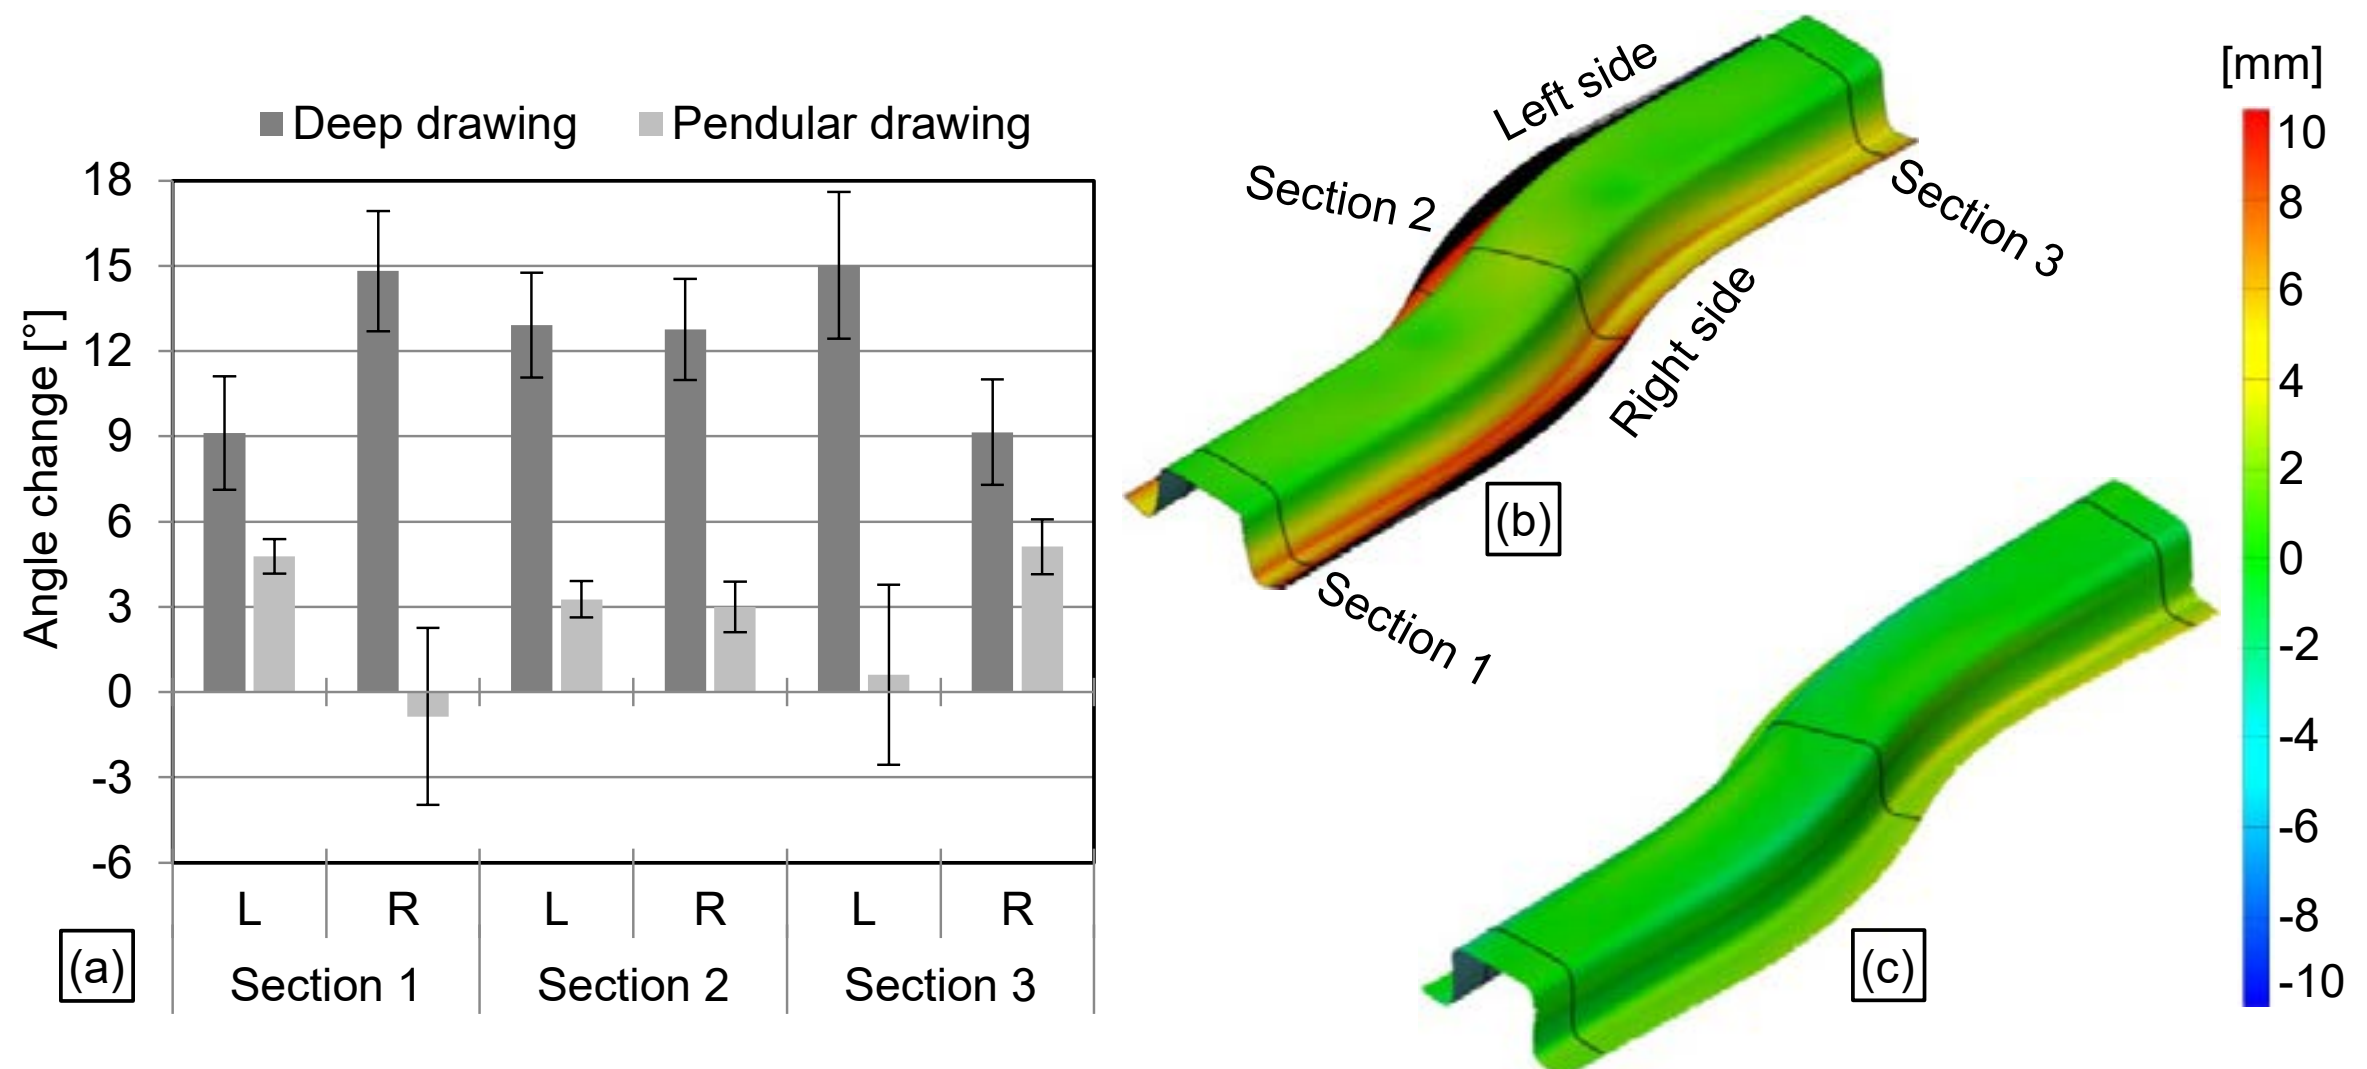 Deep drawing Pendular drawing
Angle change [°]
18
15
12
9
6
3
0
-3
-6
L R L R L R
Section 1 Section 2 Section 3
(a)
Left side
Section 2
Section 3
Right side
Section 1
(b)
(c)
[mm]
10
8
6
4
2
0
-2
-4
-6
-8
-10